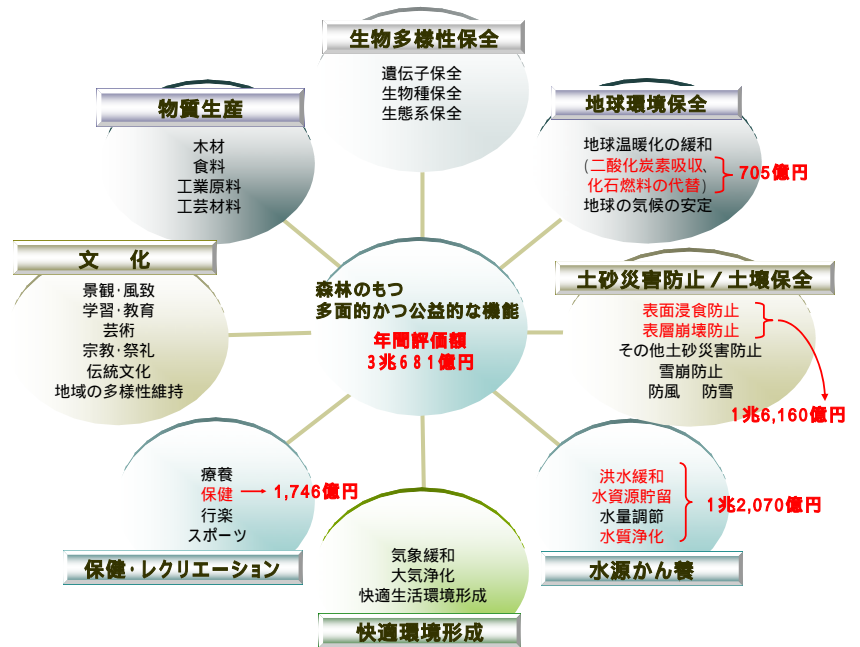 生物多様性保全
遺伝子保全
生物種保全
生態系保全
物質生産
木材
食料
工業原料
工芸材料
地球環境保全
地球温暖化の緩和
(二酸化炭素吸収、
化石燃料の代替)
地球の気候の安定
705億円
文 化
景観・風致
学習・教育
芸術
宗教・祭礼
伝統文化
地域の多様性維持
森林のもつ
多面的かつ公益的な機能
年間評価額
3兆681億円
土砂災害防止/土壌保全
表面浸食防止
表層崩壊防止
その他土砂災害防止
雪崩防止
防風 防雪
1兆6,160億円
療養
保健
行楽
スポーツ
1,746億円
保健・レクリエーション
気象緩和
大気浄化
快適生活環境形成
快適環境形成
洪水緩和
水資源貯留
水量調節
水質浄化
1兆2,070億円
水源かん養